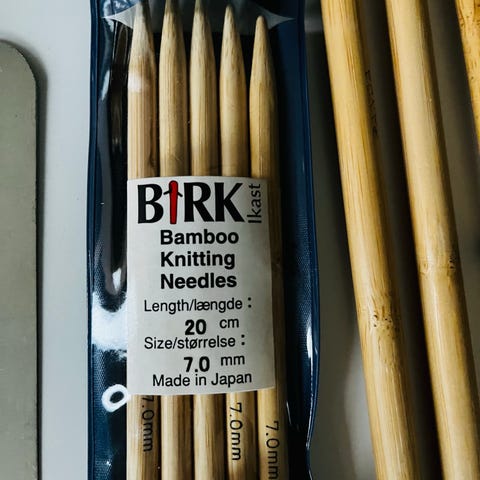 BIRK
BIRK Ikast
Bamboo
Knitting
Needles
Length/længde :
20 cm
Size/størrelse :
7.0 mm
Made in Japan
7.0mm
7.0mm
7.0mm